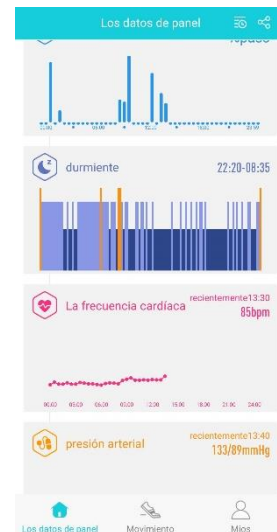 Los datos de panel
durmiente
22:20-08:35
La frecuencia cardíaca
recientemente13:30
85bpm
presión arterial
recientemente13:40
133/89mmHg
Los datos de panel
Movimiento
Mios